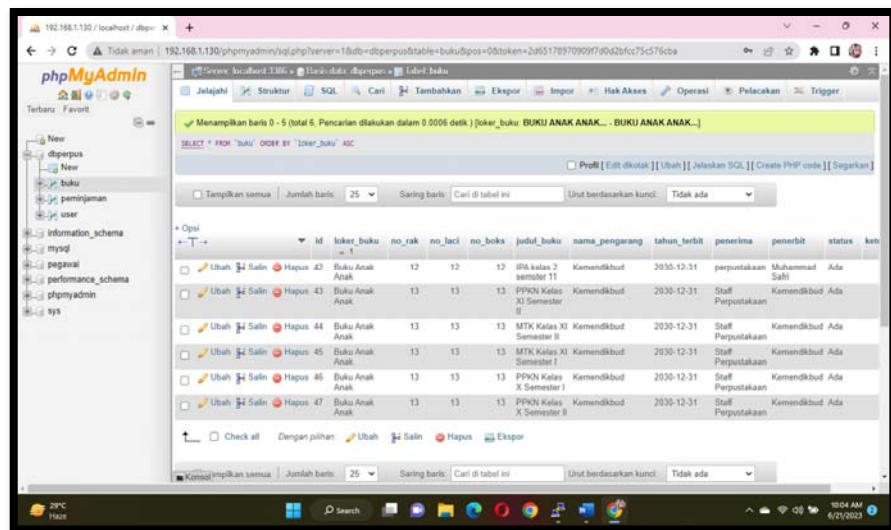 192.168.1.130 / localhost / dbper
Tidak aman
192.168.1.130/phpmyadmin/sql.php?server=1&db=dbperpus&table=buku&pos=0&token=2d65178970909f7d0d2bfcc75c576cba
phpMyAdmin
Terbaru Favorit
New
dbperpus
New
buku
peminjaman
user
information_schema
mysql
pegawai
performance_schema
phpmyadmin
sys
Server: localhost:3306 » Basis data: dbperpus » Tabel: buku
Jelajahi Struktur SQL Cari Tambahkan Ekspor Impor Hak Akses Operasi Pelacakan Trigger
Menampilkan baris 0 - 5 (total 6, Pencarian dilakukan dalam 0.0006 detik.) [loker_buku: BUKU ANAK ANAK... - BUKU ANAK ANAK...]
SELECT * FROM `buku` ORDER BY `loker_buku` ASC
Profil [ Edit dikotak ] [ Ubah ] [ Jelaskan SQL ] [ Create PHP code ] [ Segarkan ]
Tampilkan semua Jumlah baris: 25 Saring baris: Cari di tabel ini Urut berdasarkan kunci: Tidak ada
+ Opsi
←T→ id loker_buku no_rak no_laci no_boks judul_buku nama_pengarang tahun_terbit penerima penerbit status
1
Ubah Salin Hapus 42 Buku Anak 12 12 12 IPA kelas 2 Kemendikbud 2030-12-31 perpustakaan Muhammad Ada
Anak semster 11 Safri
Ubah Salin Hapus 43 Buku Anak 13 13 13 PPKN Kelas Kemendikbud 2030-12-31 Staff Kemendikbud Ada
Anak XI Semester Perpustakaan
II
Ubah Salin Hapus 44 Buku Anak 13 13 13 MTK Kelas XI Kemendikbud 2030-12-31 Staff Kemendikbud Ada
Anak Semester II Perpustakaan
Ubah Salin Hapus 45 Buku Anak 13 13 13 MTK Kelas XI Kemendikbud 2030-12-31 Staff Kemendikbud Ada
Anak Semester I Perpustakaan
Ubah Salin Hapus 46 Buku Anak 13 13 13 PPKN Kelas Kemendikbud 2030-12-31 Staff Kemendikbud Ada
Anak X Semester I Perpustakaan
Ubah Salin Hapus 47 Buku Anak 13 13 13 PPKN Kelas Kemendikbud 2030-12-31 Staff Kemendikbud Ada
Anak X Semester II Perpustakaan
Check all Dengan pilihan: Ubah Salin Hapus Ekspor
Konsol
Jumlah baris: 25 Saring baris: Cari di tabel ini Urut berdasarkan kunci: Tidak ada
29°C
Haze
Search
10:04 AM
6/21/2023